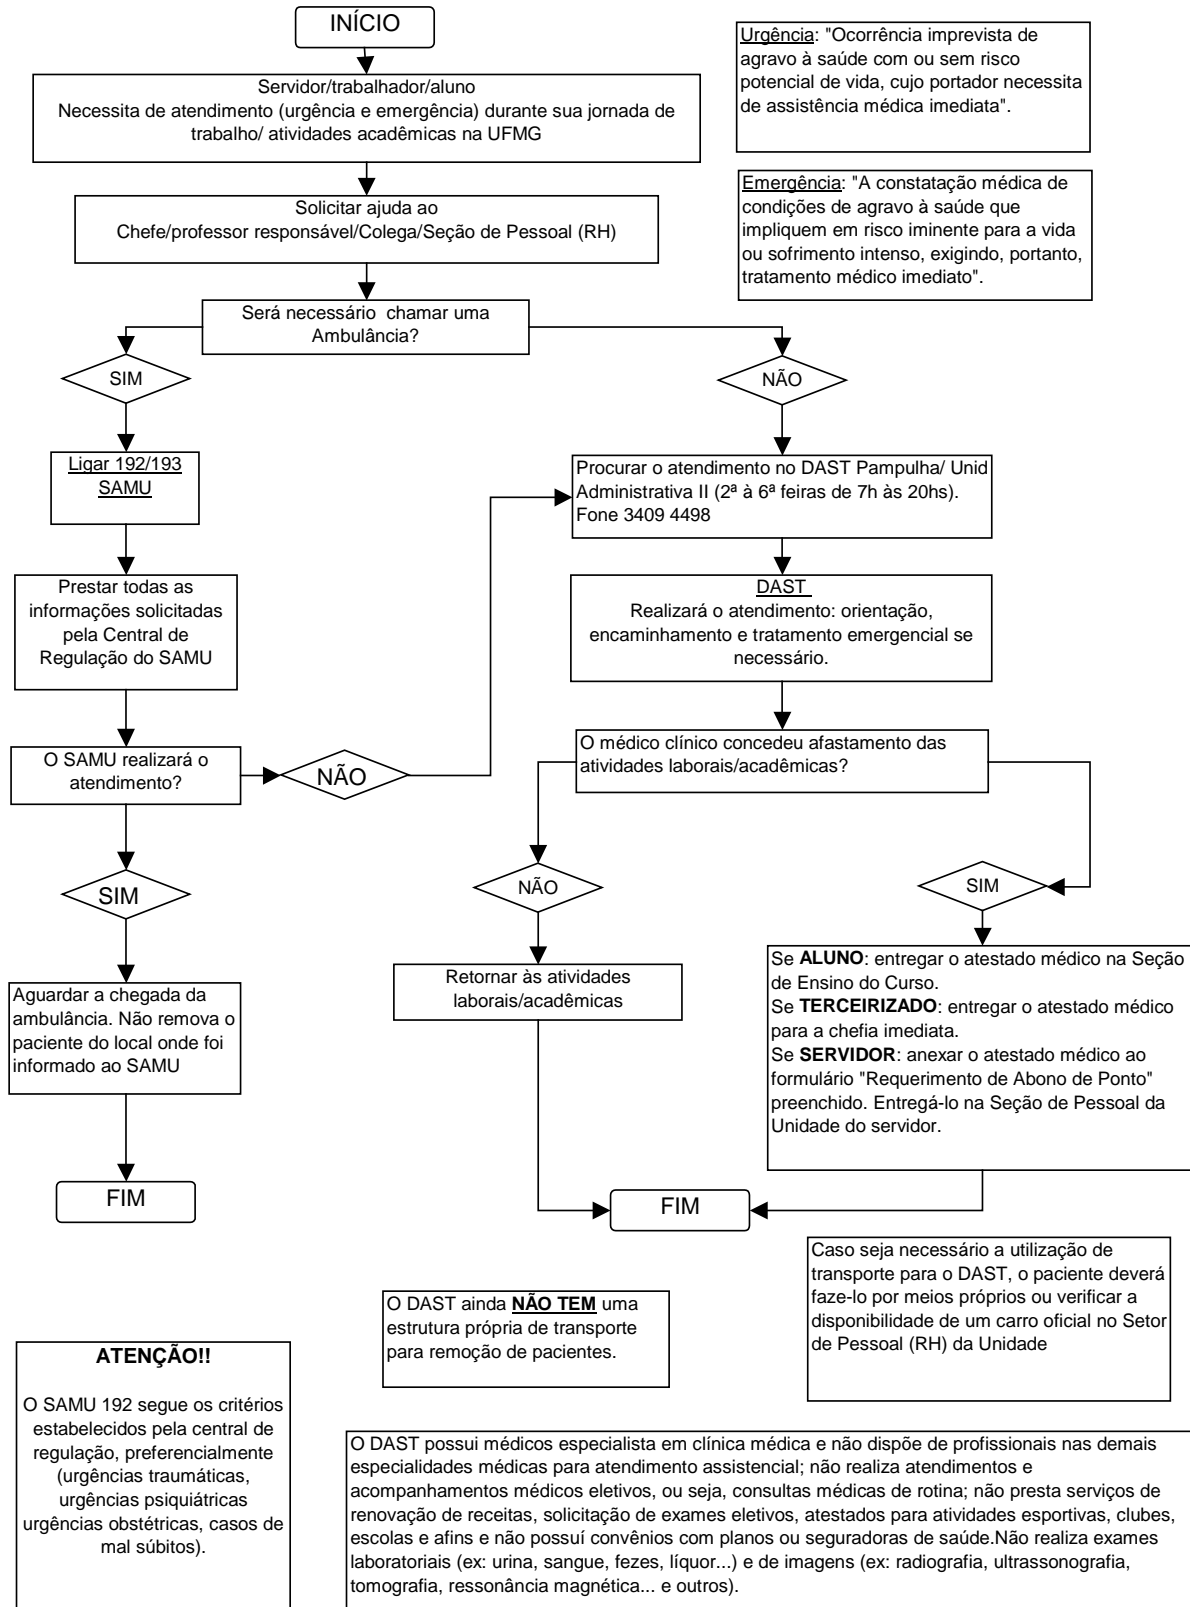 INÍCIO
Servidor/trabalhador/aluno
Necessita de atendimento (urgência e emergência) durante sua jornada de
trabalho/ atividades acadêmicas na UFMG
Urgência: "Ocorrência imprevista de
agravo à saúde com ou sem risco
potencial de vida, cujo portador necessita
de assistência médica imediata".
Emergência: "A constatação médica de
condições de agravo à saúde que
impliquem em risco iminente para a vida
ou sofrimento intenso, exigindo, portanto,
tratamento médico imediato".
Solicitar ajuda ao
Chefe/professor responsável/Colega/Seção de Pessoal (RH)
Será necessário  chamar uma
Ambulância?
SIM
NÃO
Ligar 192/193
SAMU
Prestar todas as
informações solicitadas
pela Central de
Regulação do SAMU
O SAMU realizará o
atendimento?
NÃO
SIM
Aguardar a chegada da
ambulância. Não remova o
paciente do local onde foi
informado ao SAMU
FIM
Procurar o atendimento no DAST Pampulha/ Unid
Administrativa II (2ª à 6ª feiras de 7h às 20hs).
Fone 3409 4498
DAST
Realizará o atendimento: orientação,
encaminhamento e tratamento emergencial se
necessário.
O médico clínico concedeu afastamento das
atividades laborais/acadêmicas?
NÃO
SIM
Retornar às atividades
laborais/acadêmicas
Se ALUNO: entregar o atestado médico na Seção
de Ensino do Curso.
Se TERCEIRIZADO: entregar o atestado médico
para a chefia imediata.
Se SERVIDOR: anexar o atestado médico ao
formulário "Requerimento de Abono de Ponto"
preenchido. Entregá-lo na Seção de Pessoal da
Unidade do servidor.
FIM
Caso seja necessário a utilização de
transporte para o DAST, o paciente deverá
faze-lo por meios próprios ou verificar a
disponibilidade de um carro oficial no Setor
de Pessoal (RH) da Unidade
O DAST ainda NÃO TEM uma
estrutura própria de transporte
para remoção de pacientes.
ATENÇÃO!!
O SAMU 192 segue os critérios
estabelecidos pela central de
regulação, preferencialmente
(urgências traumáticas,
urgências psiquiátricas
urgências obstétricas, casos de
mal súbitos).
O DAST possui médicos especialista em clínica médica e não dispõe de profissionais nas demais
especialidades médicas para atendimento assistencial; não realiza atendimentos e
acompanhamentos médicos eletivos, ou seja, consultas médicas de rotina; não presta serviços de
renovação de receitas, solicitação de exames eletivos, atestados para atividades esportivas, clubes,
escolas e afins e não possuí convênios com planos ou seguradoras de saúde.Não realiza exames
laboratoriais (ex: urina, sangue, fezes, líquor...) e de imagens (ex: radiografia, ultrassonografia,
tomografia, ressonância magnética... e outros).